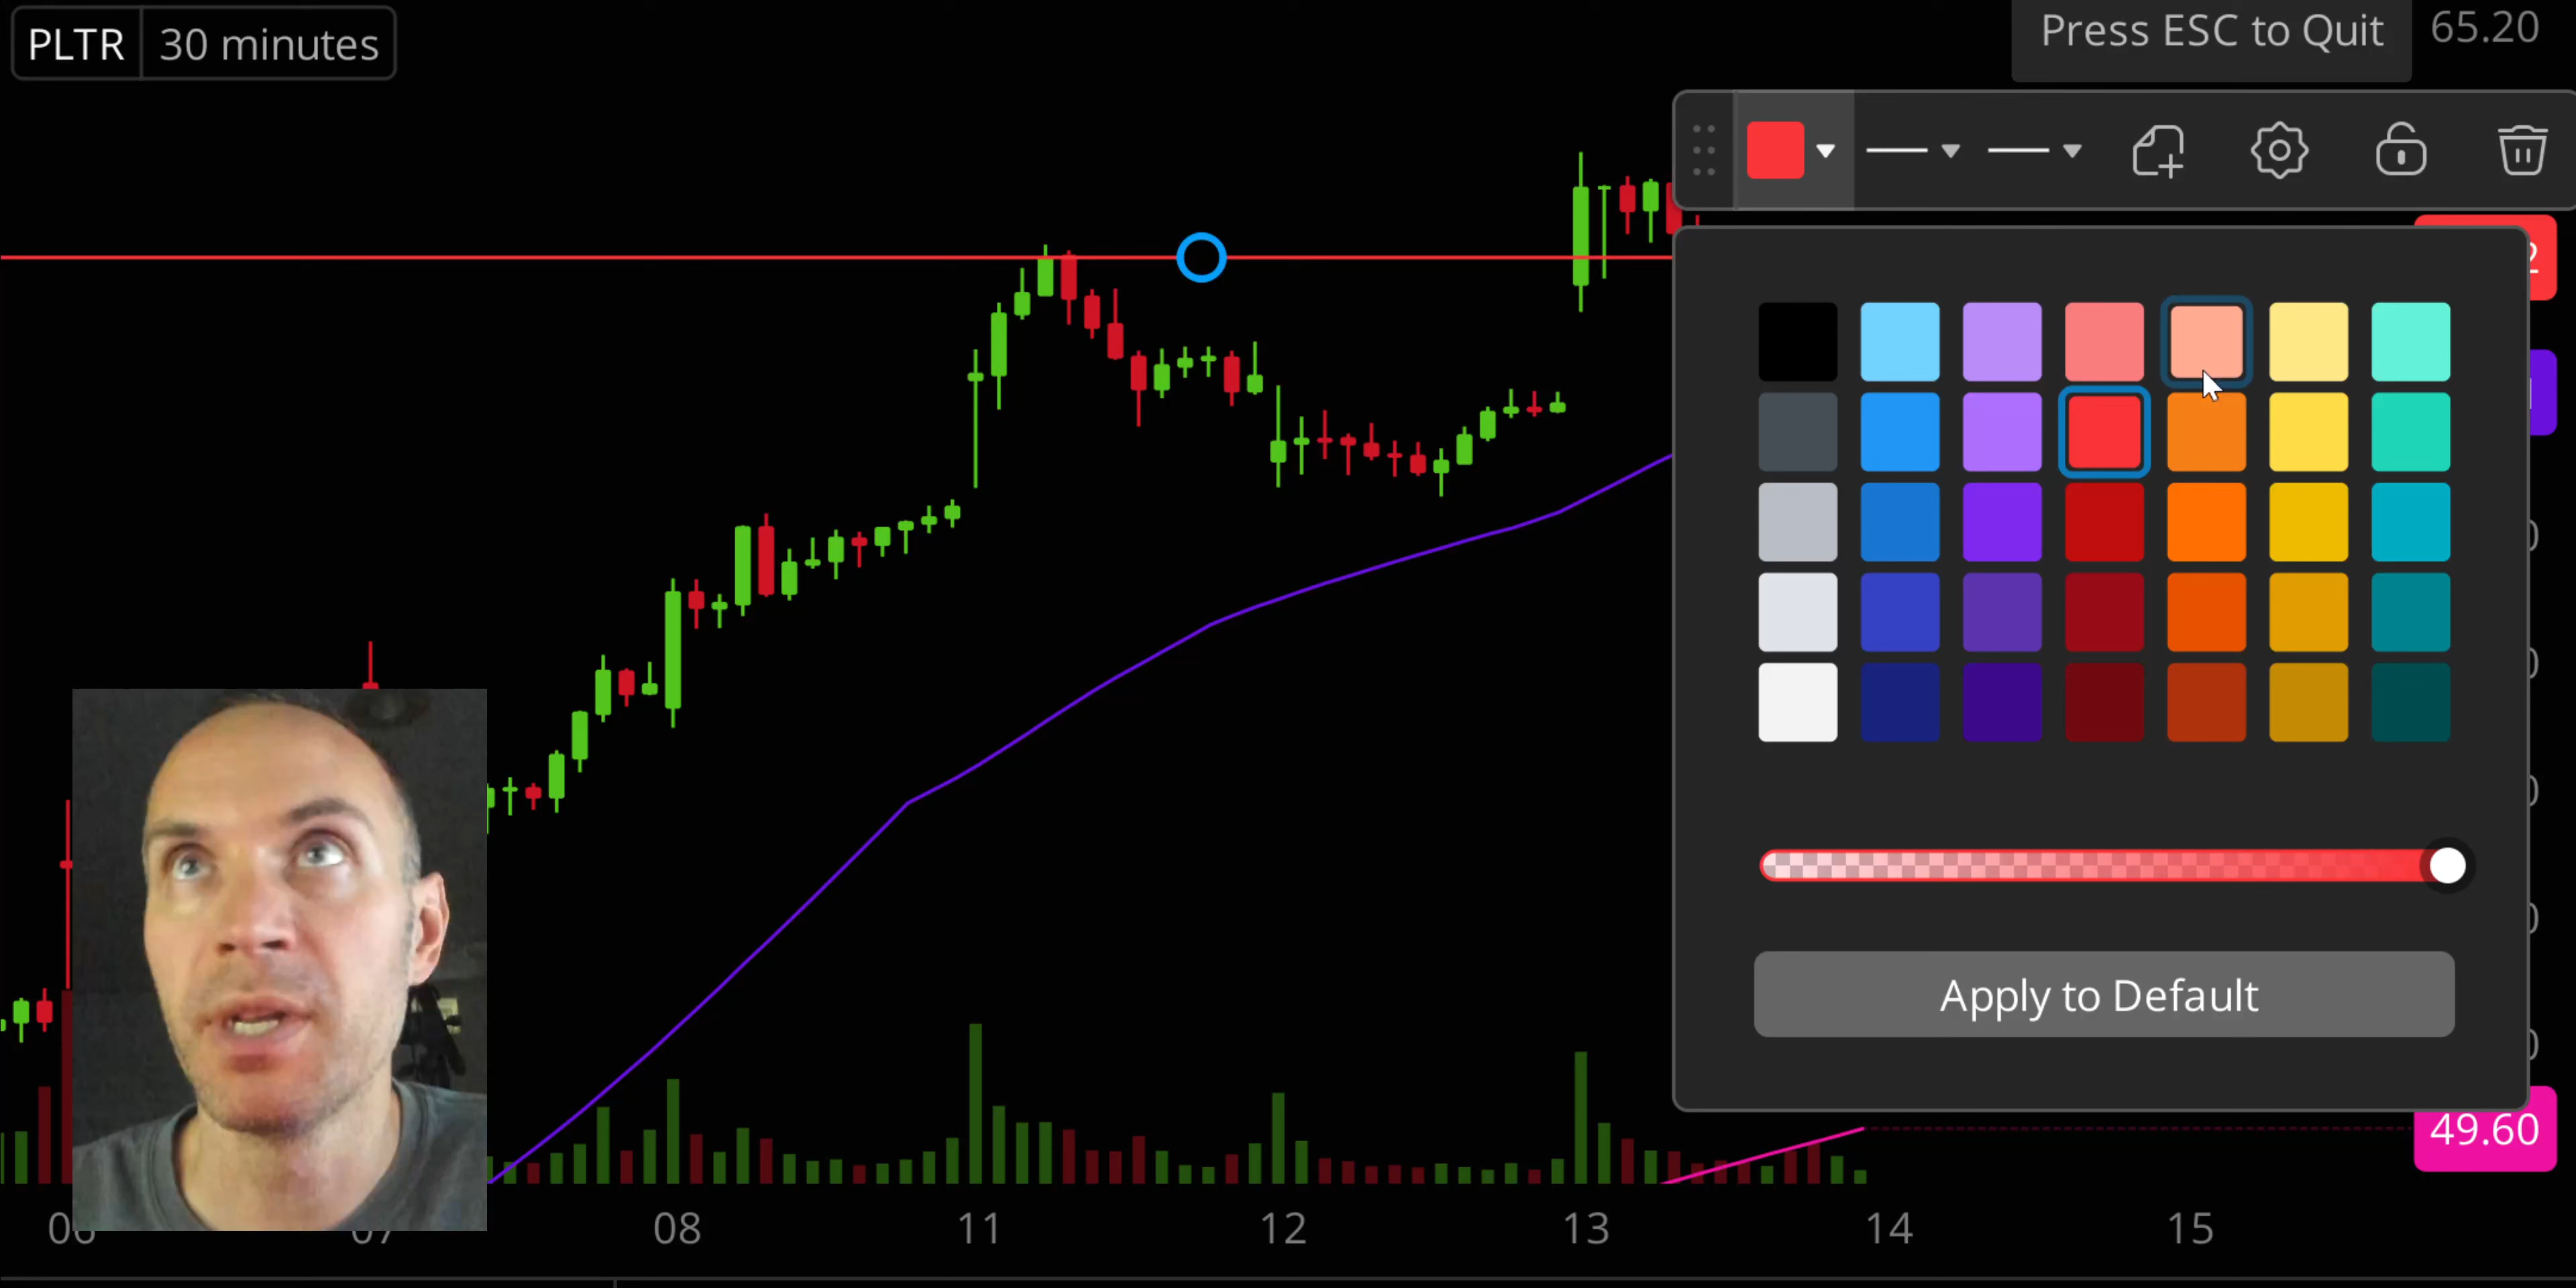 PLTR 30 minutes
Press ESC to Quit
65.20
Apply to Default
49.60
08 11 12 13 14 15